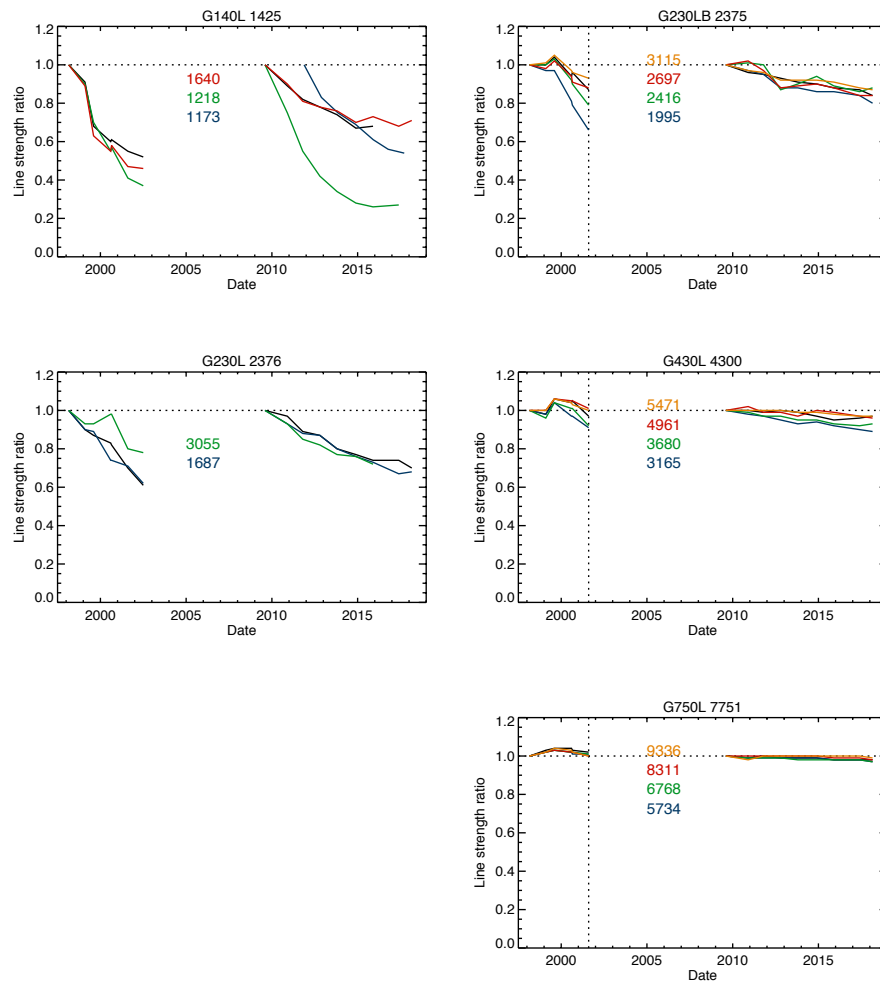 G140L 1425
Line strength ratio
1.2
1.0
0.8
0.6
0.4
0.2
0.0
1640
1218
1173
2000 2005 2010 2015
Date
G230LB 2375
Line strength ratio
1.2
1.0
0.8
0.6
0.4
0.2
0.0
3115
2697
2416
1995
2000 2005 2010 2015
Date
G230L 2376
Line strength ratio
1.2
1.0
0.8
0.6
0.4
0.2
0.0
3055
1687
2000 2005 2010 2015
Date
G430L 4300
Line strength ratio
1.2
1.0
0.8
0.6
0.4
0.2
0.0
5471
4961
3680
3165
2000 2005 2010 2015
Date
G750L 7751
Line strength ratio
1.2
1.0
0.8
0.6
0.4
0.2
0.0
9336
8311
6768
5734
2000 2005 2010 2015
Date